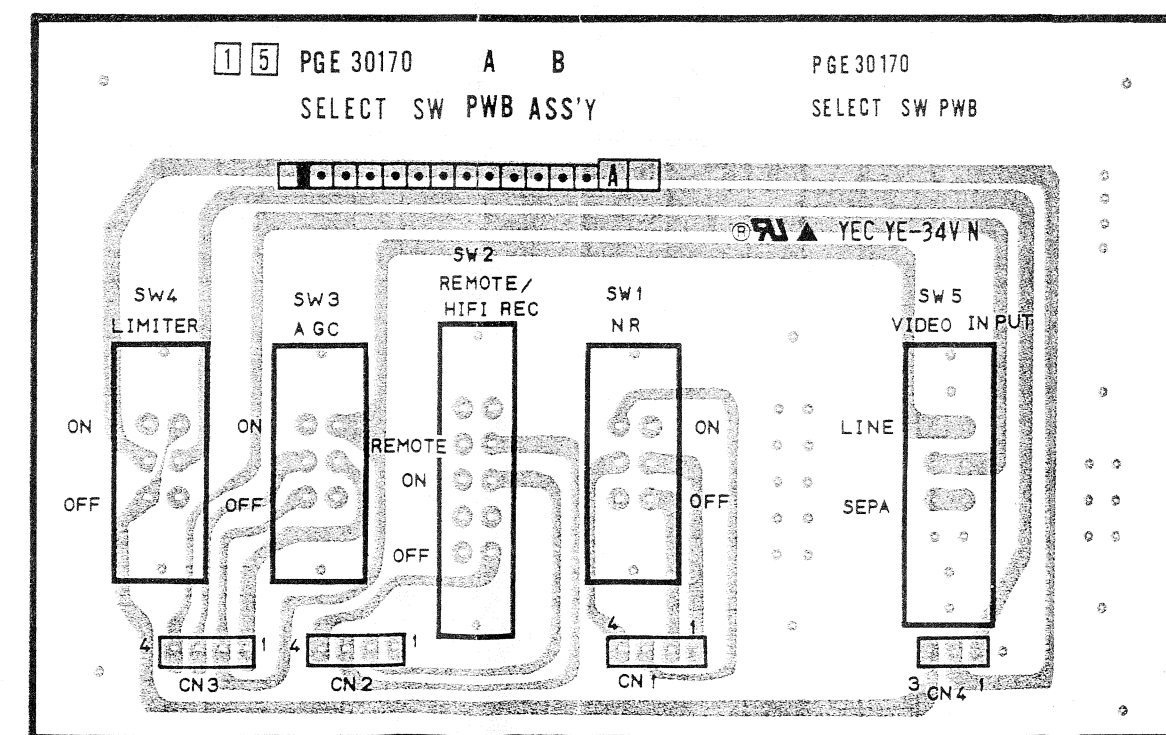 1 5 PGE 30170 A B
SELECT SW PWB ASS'Y
PGE 30170
SELECT SW PWB
A
® YEC YE-34V N
SW4
LIMITER
SW3
AGC
SW2
REMOTE/
HIFI REC
SW1
NR
SW5
VIDEO INPUT
ON
OFF
ON
OFF
REMOTE
ON
OFF
ON
OFF
LINE
SEPA
4 1
CN3
4 1
CN2
4 1
CN1
3 1
CN4